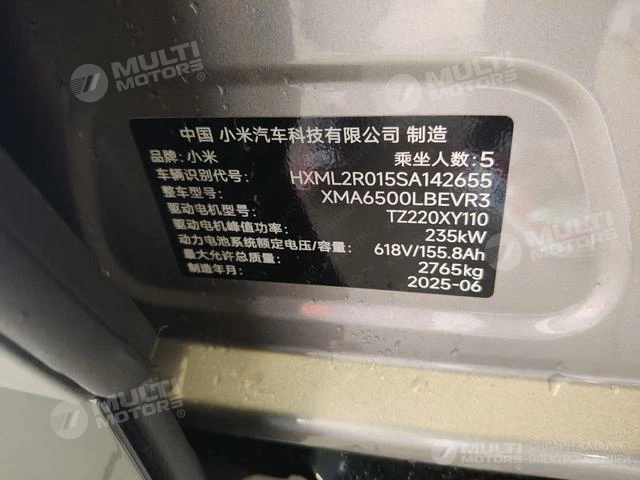 MULTI MOTORS®
MULTI MOTORS®
MULTI MOTORS®
中国 小米汽车科技有限公司 制造
品牌: 小米 乘坐人数: 5
车辆识别代号: HXML2R015SA142655
整车型号: XMA6500LBEVR3
驱动电机型号: TZ220XY110
驱动电机峰值功率: 235kW
动力电池系统额定电压/容量: 618V/155.8Ah
最大允许总质量: 2765kg
制造年月: 2025-06
MULTI MOTORS®
MULTI MOTORS®
MULTI MOTORS®